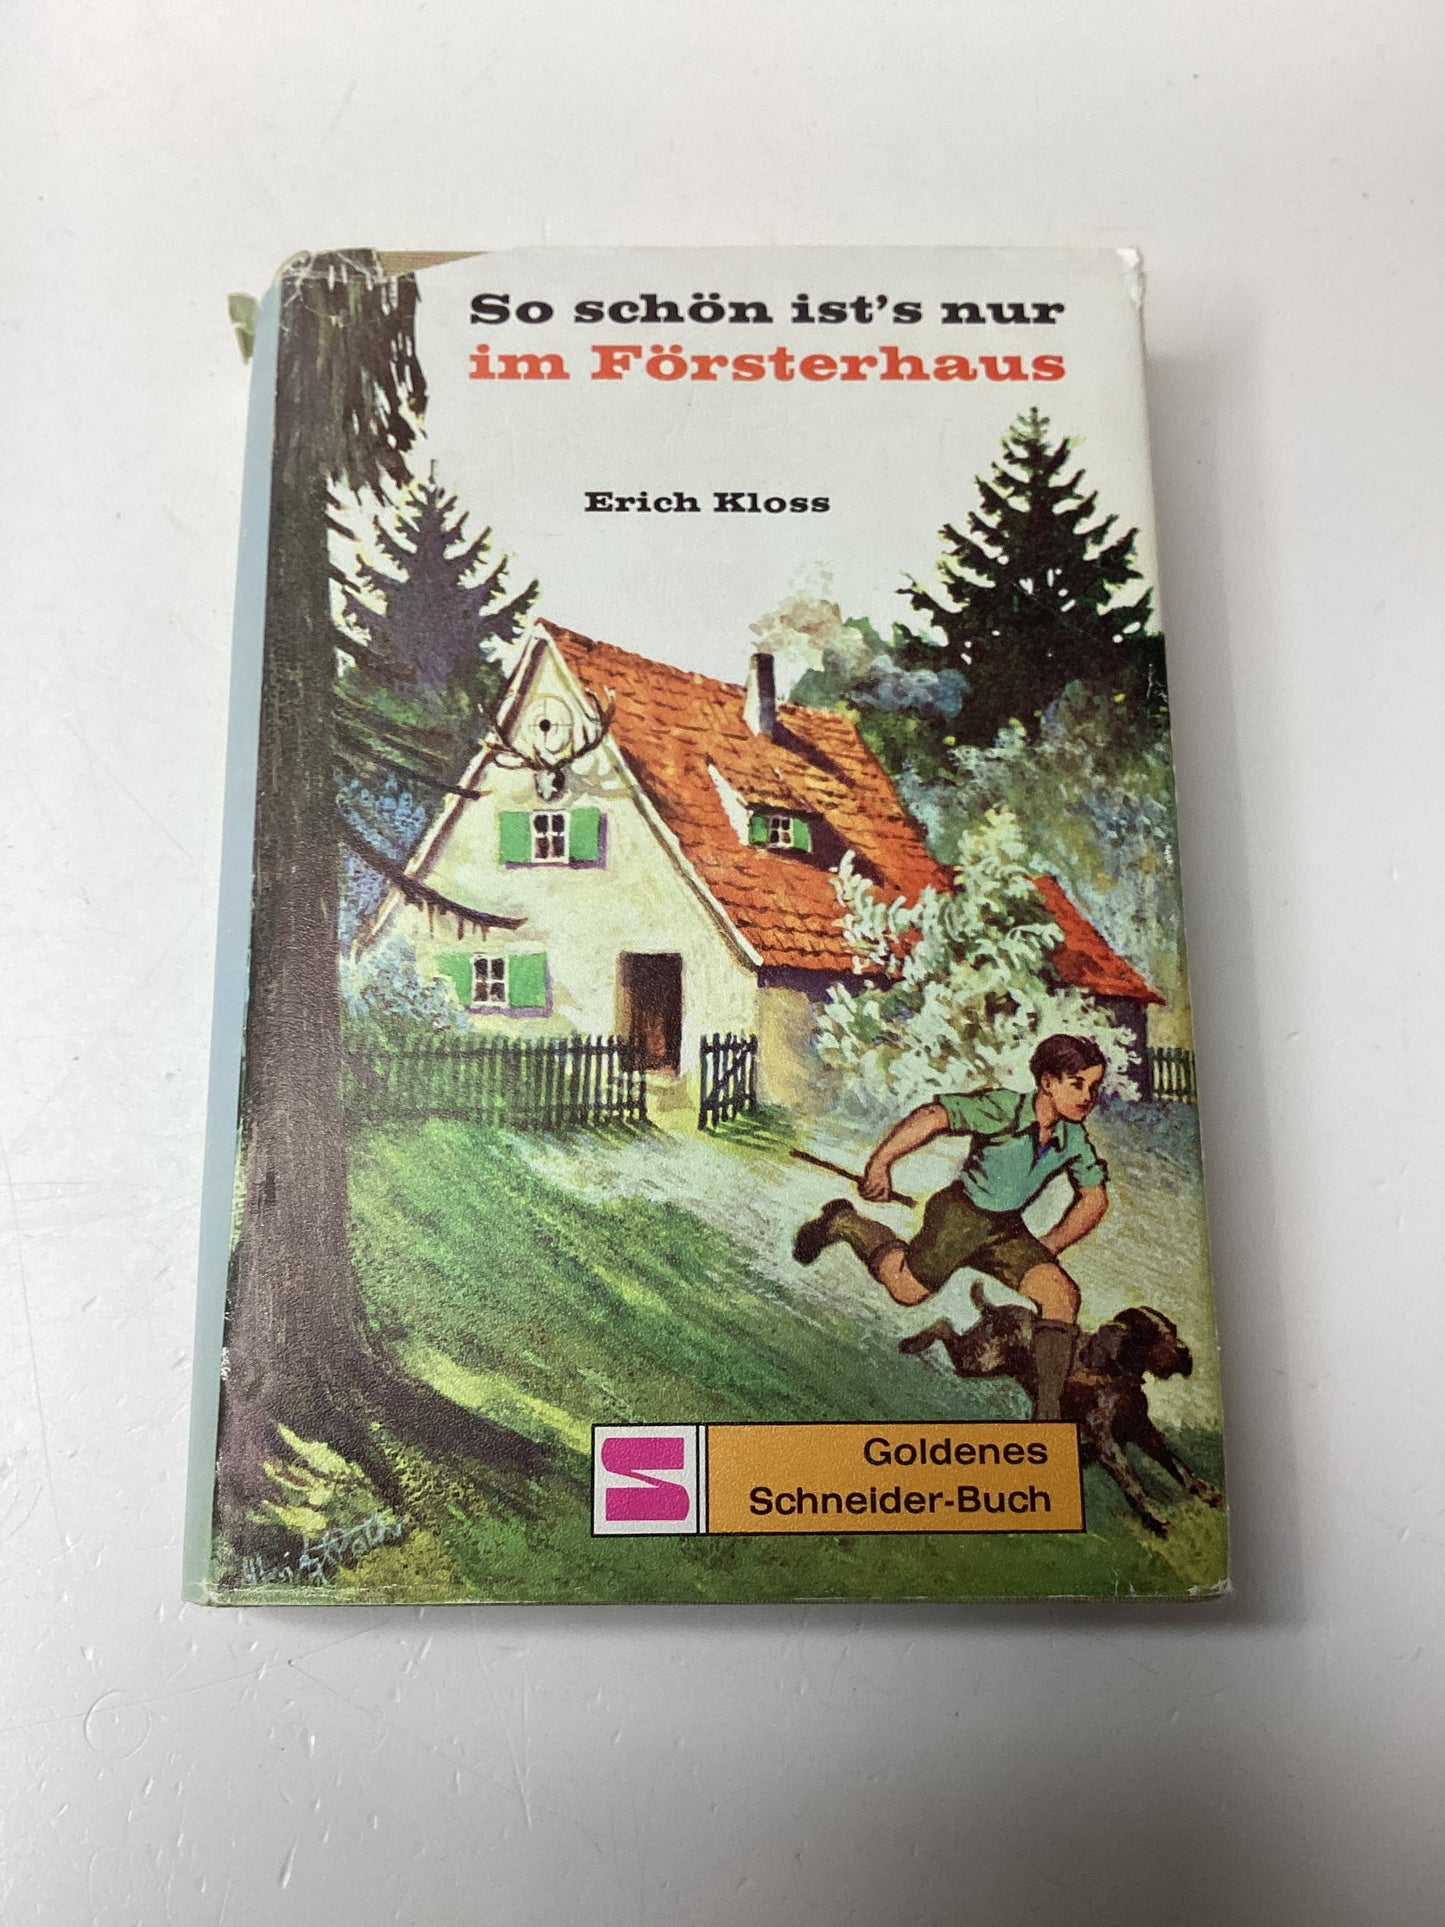 So schön ist's nur
im Försterhaus
Erich Kloss
Goldenes
Schneider-Buch